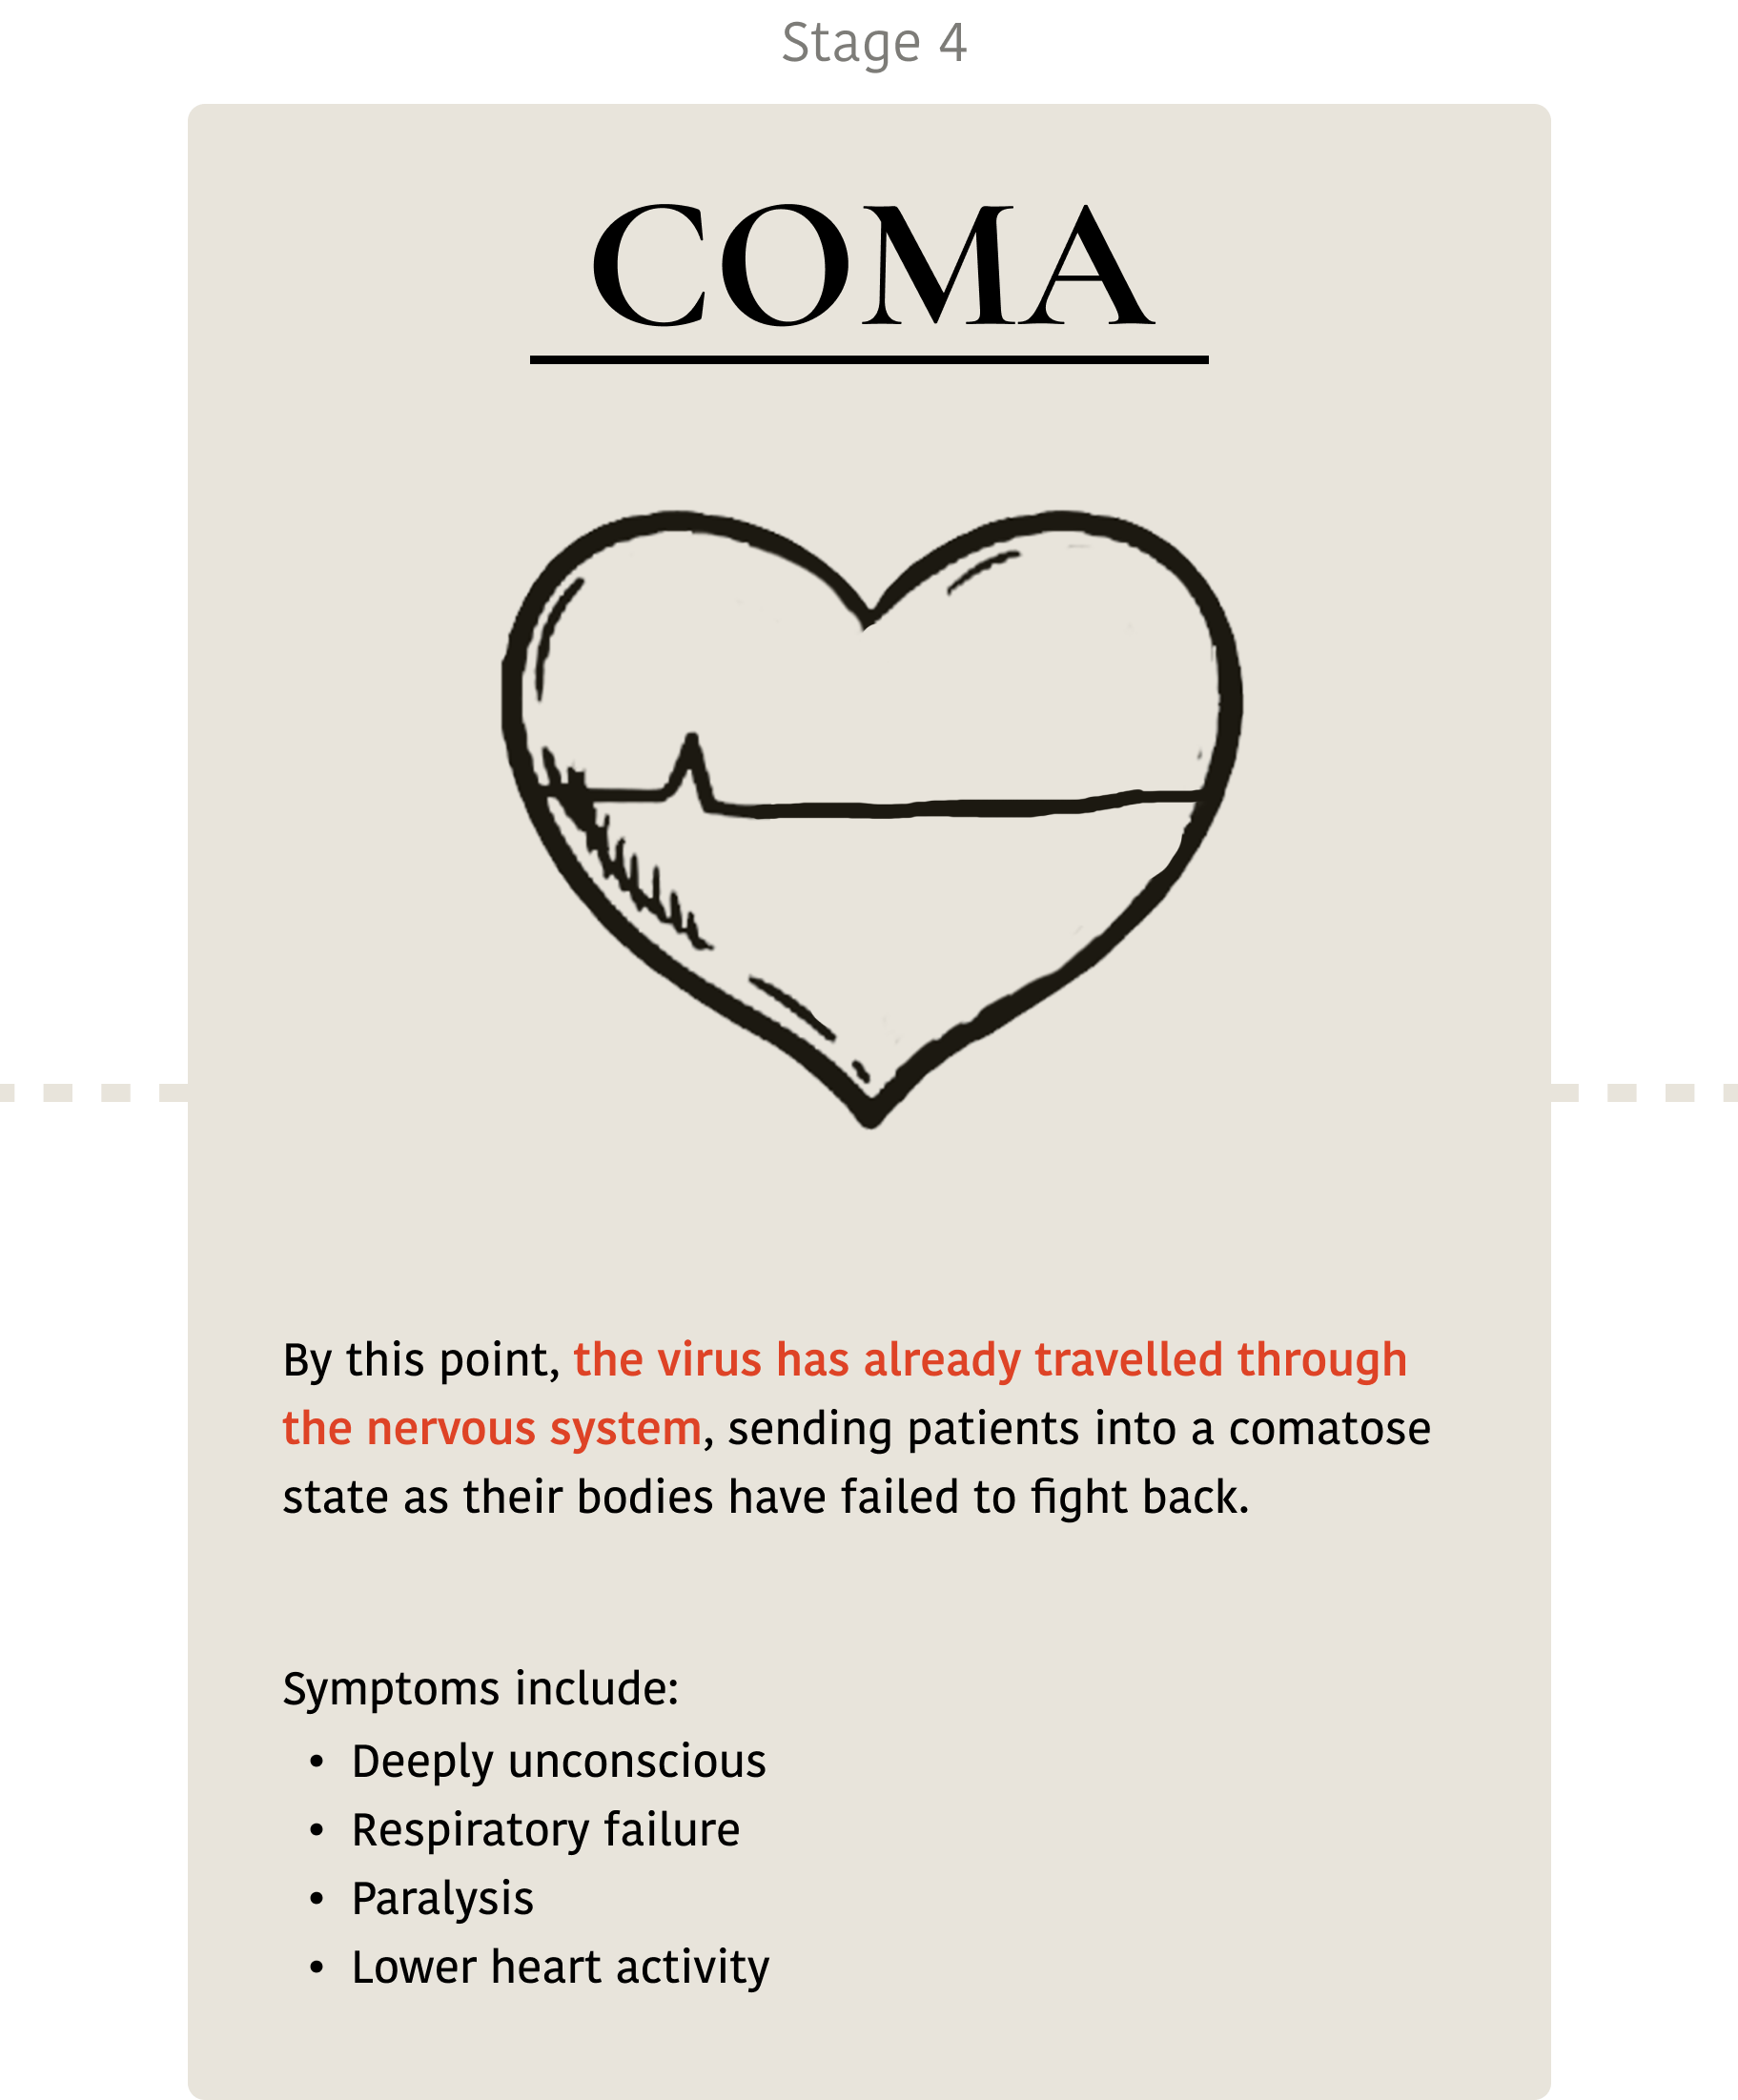 Stage 4
COMA
By this point, the virus has already travelled through
the nervous system, sending patients into a comatose
state as their bodies have failed to fight back.
Symptoms include:
• Deeply unconscious
• Respiratory failure
• Paralysis
• Lower heart activity